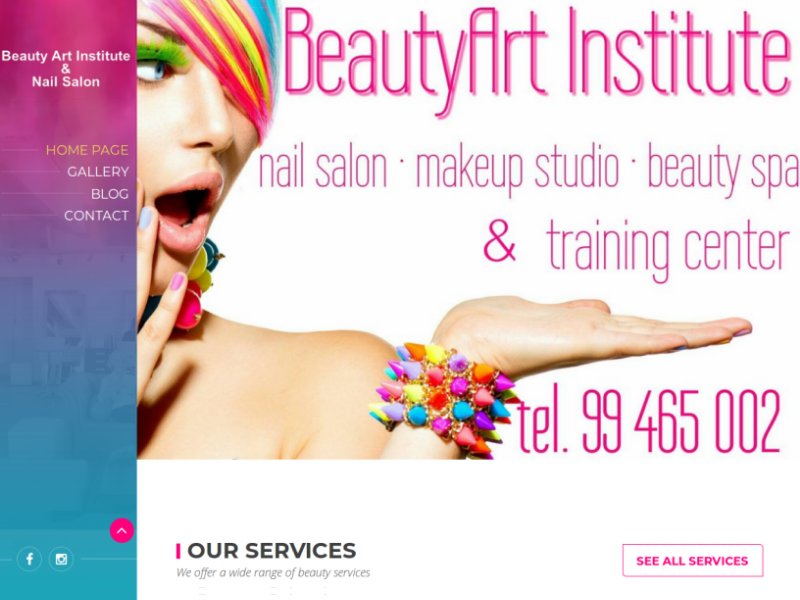 Beauty Art Institute
&
Nail Salon
HOME PAGE
GALLERY
BLOG
CONTACT
BeautyArt Institute
nail salon · makeup studio · beauty spa
& training center
tel. 99 465 002
OUR SERVICES
We offer a wide range of beauty services
SEE ALL SERVICES